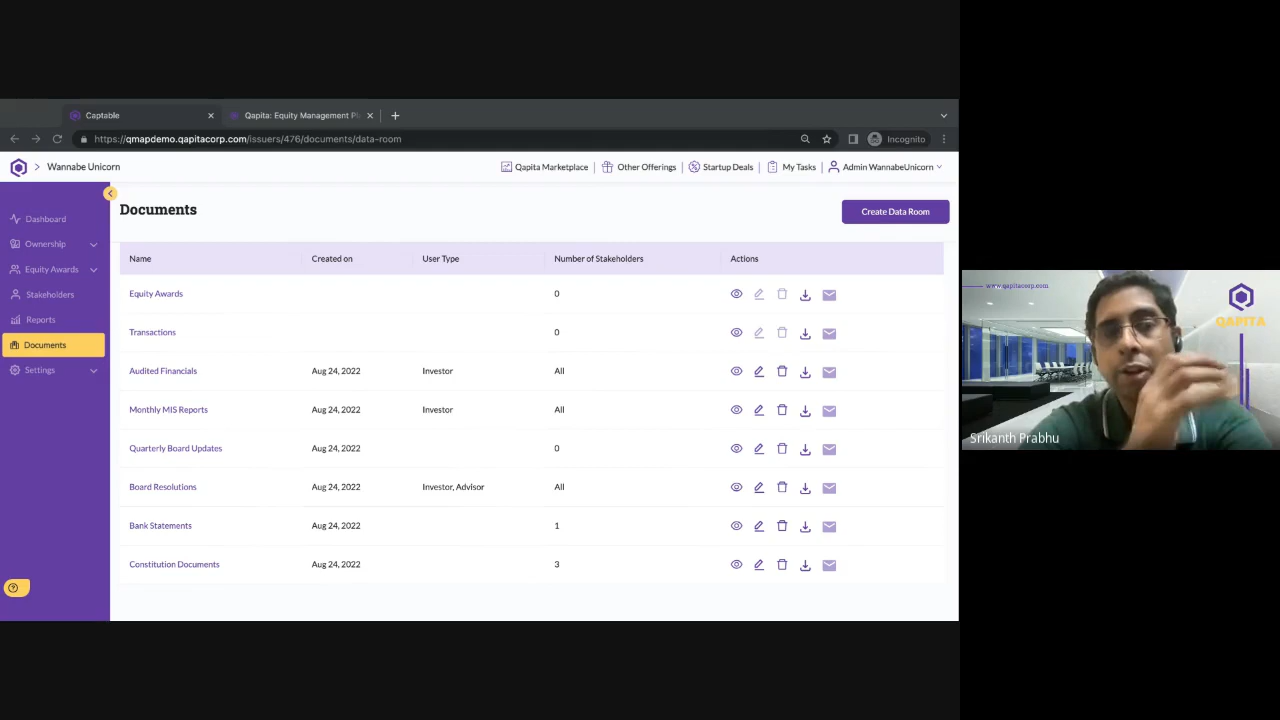 Captable
Qapita: Equity Management Pl
https://qmapdemo.qapitacorp.com/issuers/476/documents/data-room
Incognito
Wannabe Unicorn
Qapita Marketplace
Other Offerings
Startup Deals
My Tasks
Admin WannabeUnicorn
Dashboard
Ownership
Equity Awards
Stakeholders
Reports
Documents
Settings
Documents
Create Data Room
Name Created on User Type Number of Stakeholders Actions
Equity Awards 0
Transactions 0
Audited Financials Aug 24, 2022 Investor All
Monthly MIS Reports Aug 24, 2022 Investor All
Quarterly Board Updates Aug 24, 2022 0
Board Resolutions Aug 24, 2022 Investor, Advisor All
Bank Statements Aug 24, 2022 1
Constitution Documents Aug 24, 2022 3
www.qapitacorp.com
QAPITA
Srikanth Prabhu